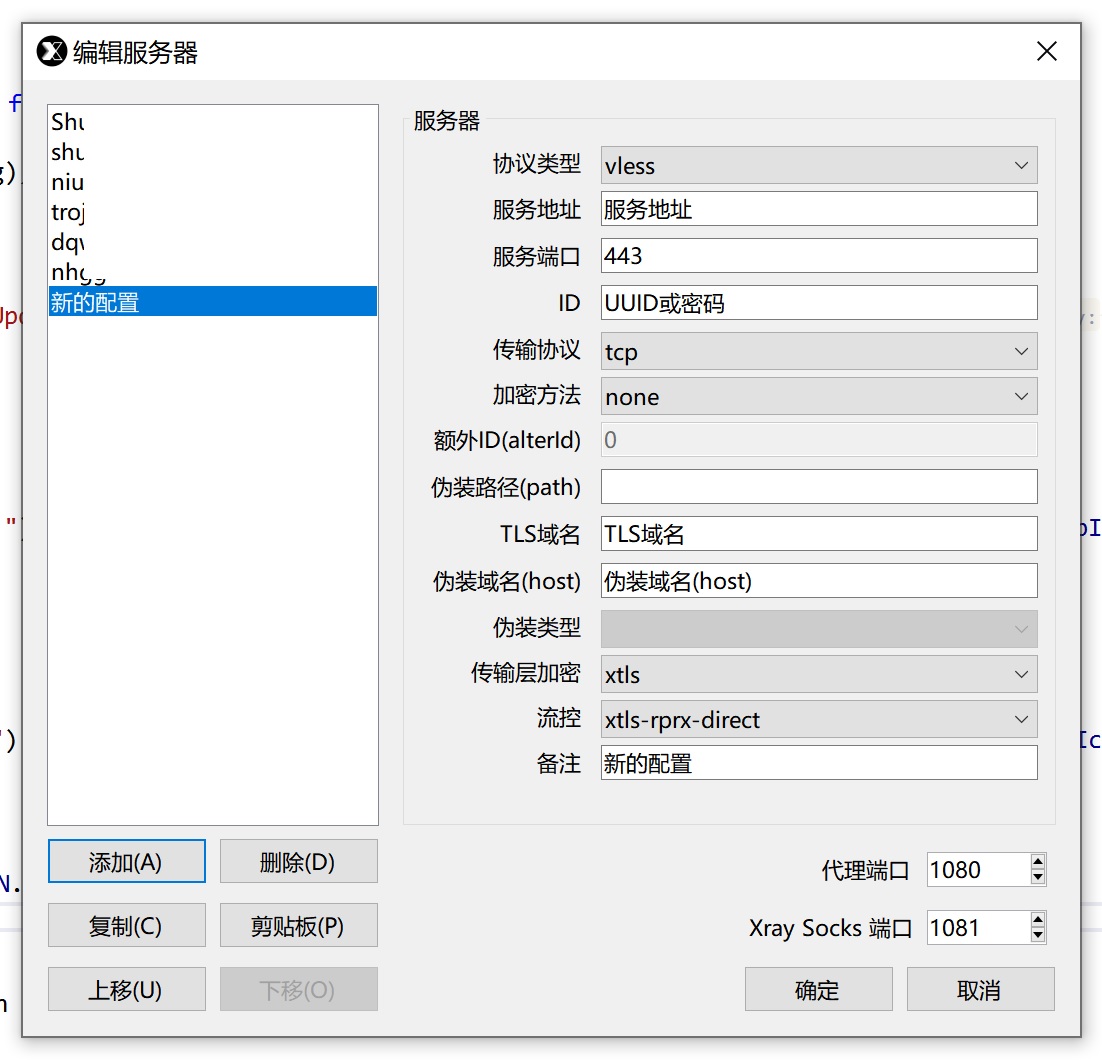 编辑服务器
服务器
新的配置
协议类型 vless
服务地址 服务地址
服务端口 443
ID UUID或密码
传输协议 tcp
加密方法 none
额外ID(alterId) 0
伪装路径(path)
TLS域名 TLS域名
伪装域名(host) 伪装域名(host)
伪装类型
传输层加密 xtls
流控 xtls-rprx-direct
备注 新的配置
添加(A) 删除(D)
复制(C) 剪贴板(P)
上移(U) 下移(O)
代理端口 1080
Xray Socks 端口 1081
确定 取消